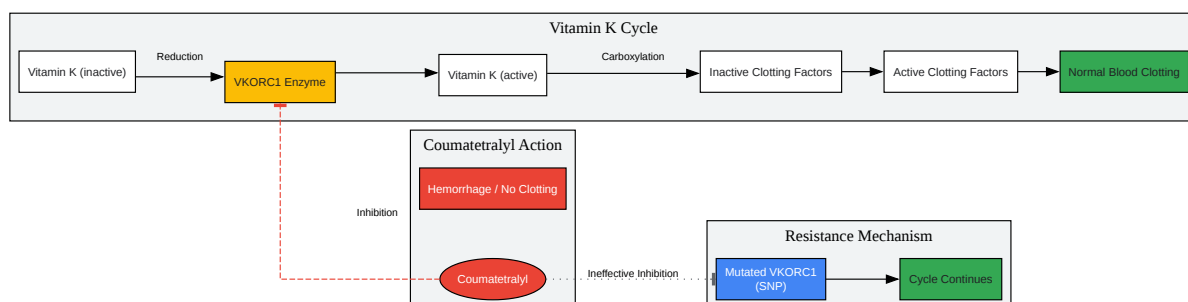 Vitamin K Cycle
Reduction
Carboxylation
Vitamin K (inactive)
VKORC1 Enzyme
Vitamin K (active)
Inactive Clotting Factors
Active Clotting Factors
Normal Blood Clotting
Coumatetralyl Action
Hemorrhage / No Clotting
Inhibition
Coumatetralyl
Ineffective Inhibition
Resistance Mechanism
Mutated VKORC1
(SNP)
Cycle Continues